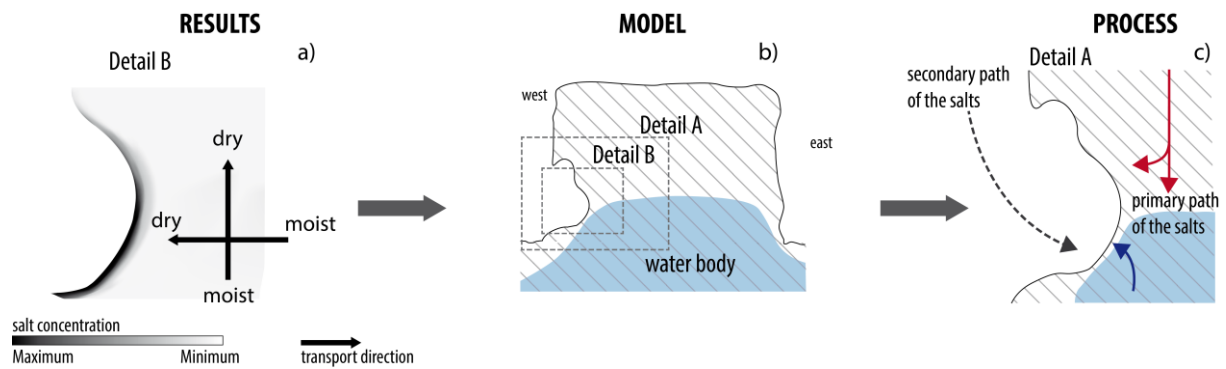 RESULTS
a)
Detail B
dry
dry
moist
moist
salt concentration
Maximum
Minimum
transport direction
MODEL
b)
west
Detail A
Detail B
east
water body
PROCESS
c)
Detail A
secondary path
of the salts
primary path
of the salts